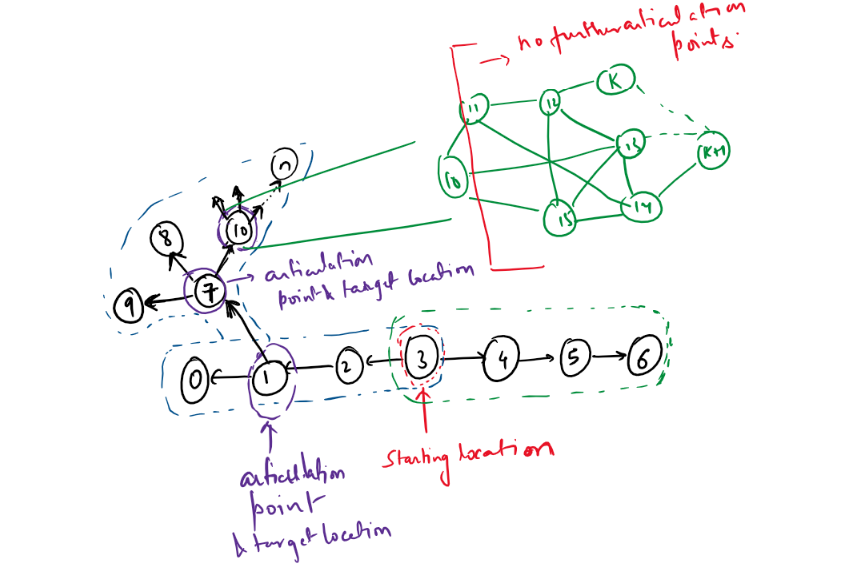 no further articulation
points.
K
11
12
13
K+1
10
14
15
n
8
10
7
9
articulation
point & target location
0
1
2
3
4
5
6
Starting location
articulation
point
& target location